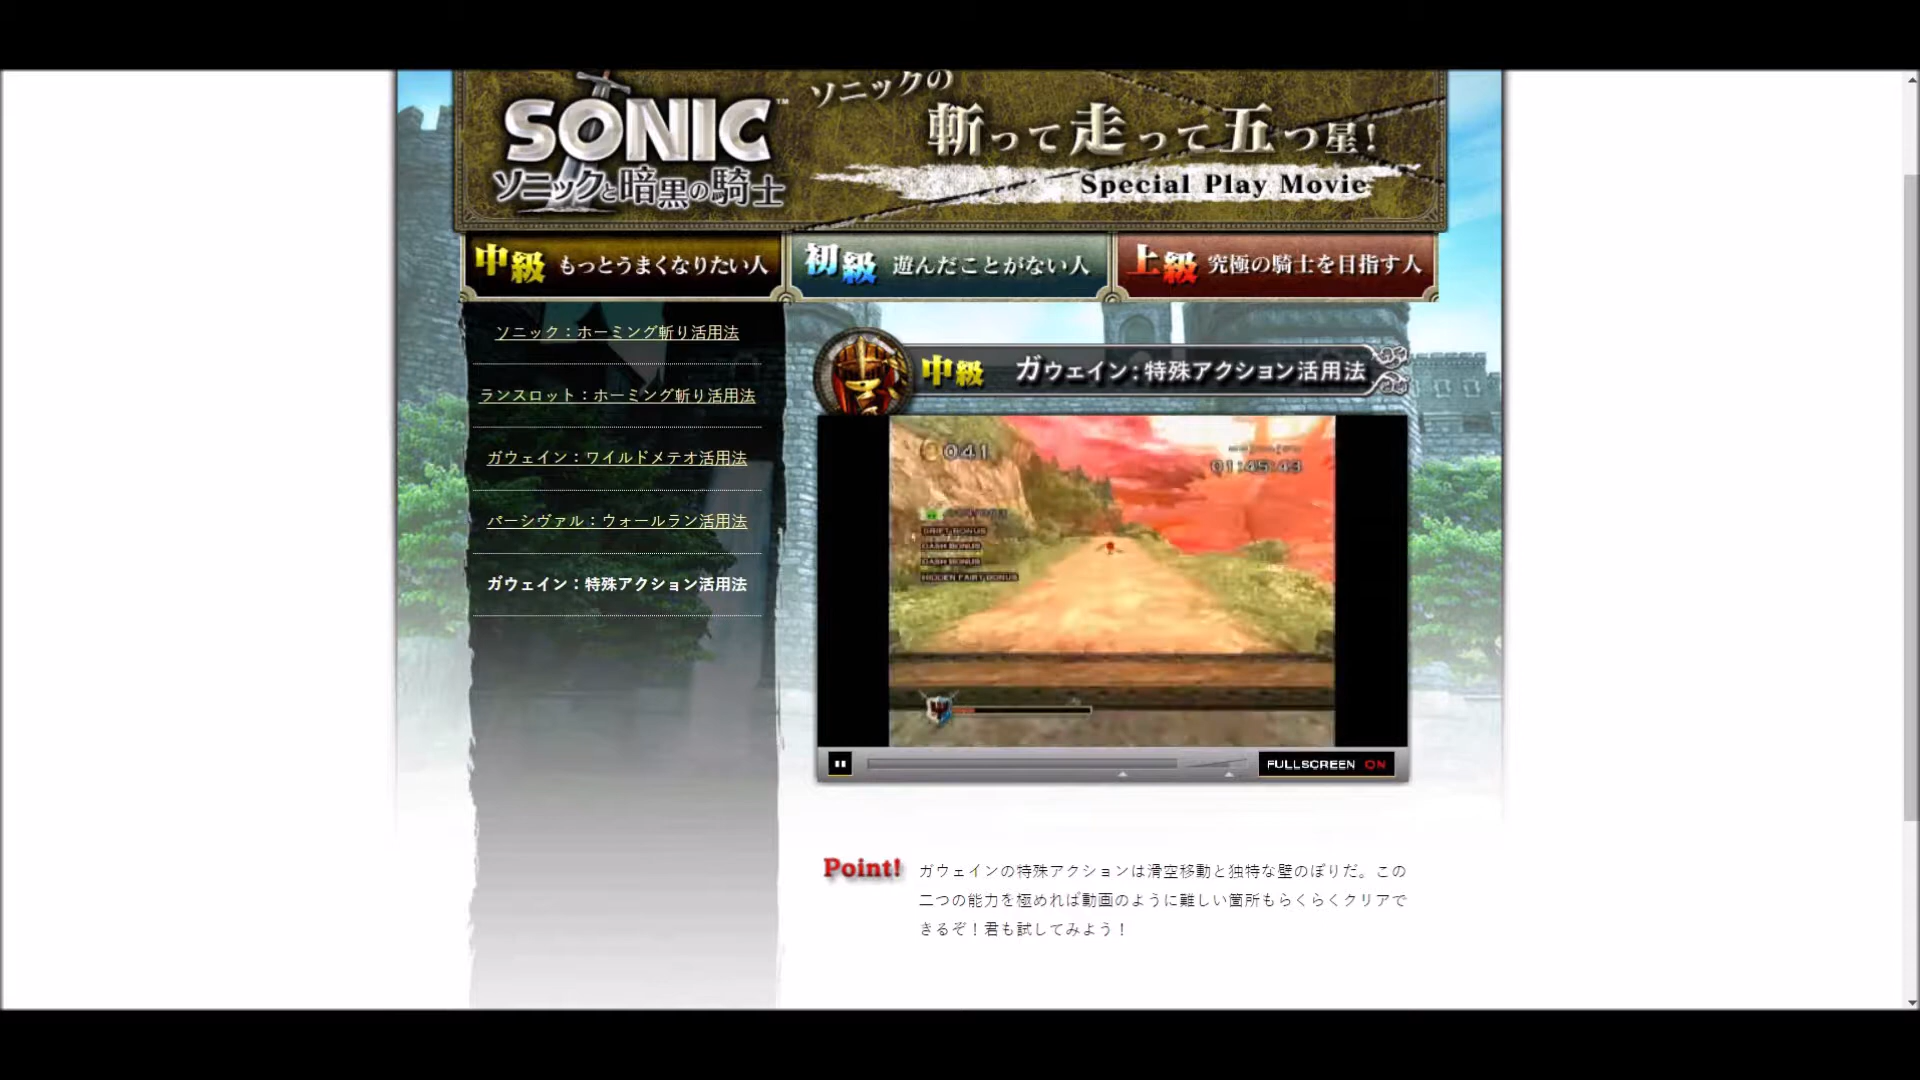 ソニックの
SONIC™
斬って走って五つ星！
ソニックと暗黒の騎士
Special Play Movie
中級 もっとうまくなりたい人
初級 遊んだことがない人
上級 究極の騎士を目指す人
ソニック：ホーミング斬り活用法
ランスロット：ホーミング斬り活用法
ガウェイン：ワイルドメテオ活用法
パーシヴァル：ウォールラン活用法
ガウェイン：特殊アクション活用法
中級 ガウェイン：特殊アクション活用法
041
01:45:43
DRIFT BONUS
DASH BONUS
DASH BONUS
HIDDEN FAIRY BONUS
FULLSCREEN ON
Point!
ガウェインの特殊アクションは滑空移動と独特な壁のぼりだ。この
二つの能力を極めれば動画のように難しい箇所もらくらくクリアで
きるぞ！君も試してみよう！